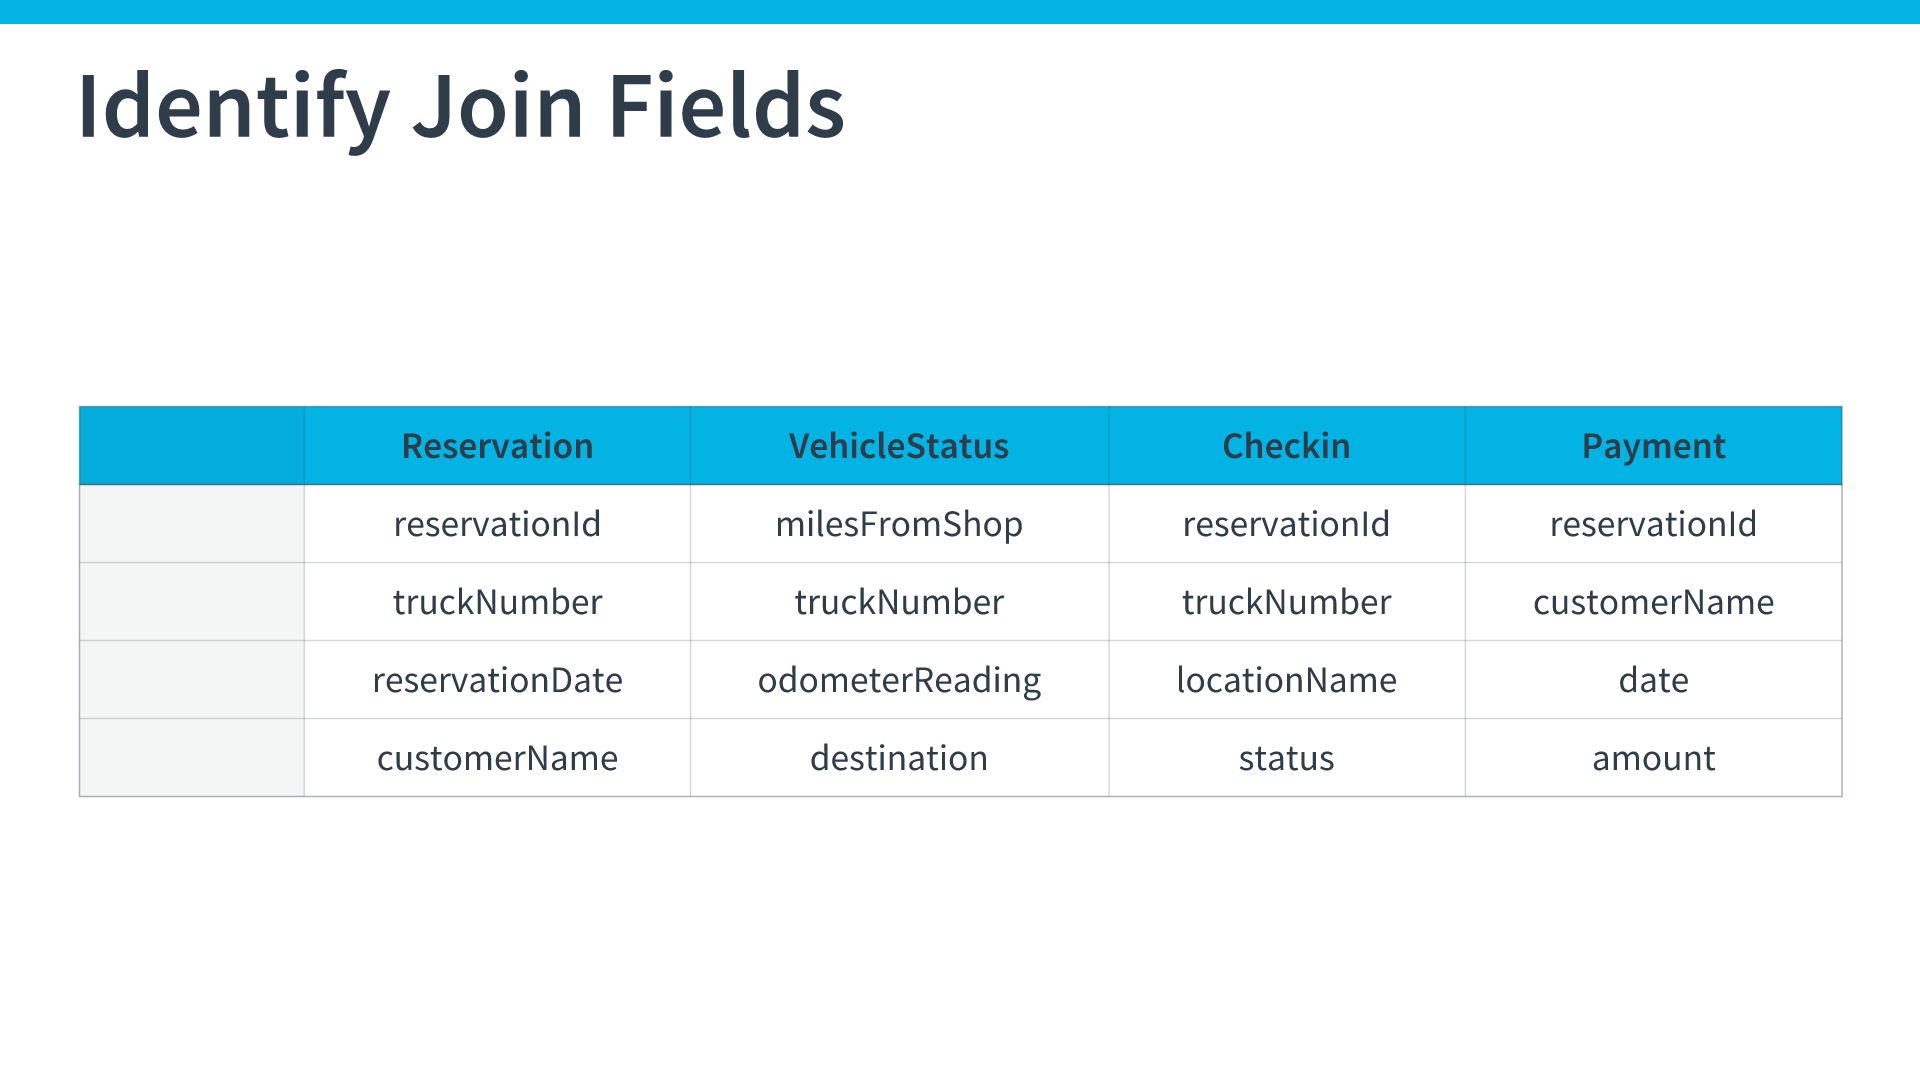 Identify Join Fields
Reservation VehicleStatus Checkin Payment
reservationId milesFromShop reservationId reservationId
truckNumber truckNumber truckNumber customerName
reservationDate odometerReading locationName date
customerName destination status amount